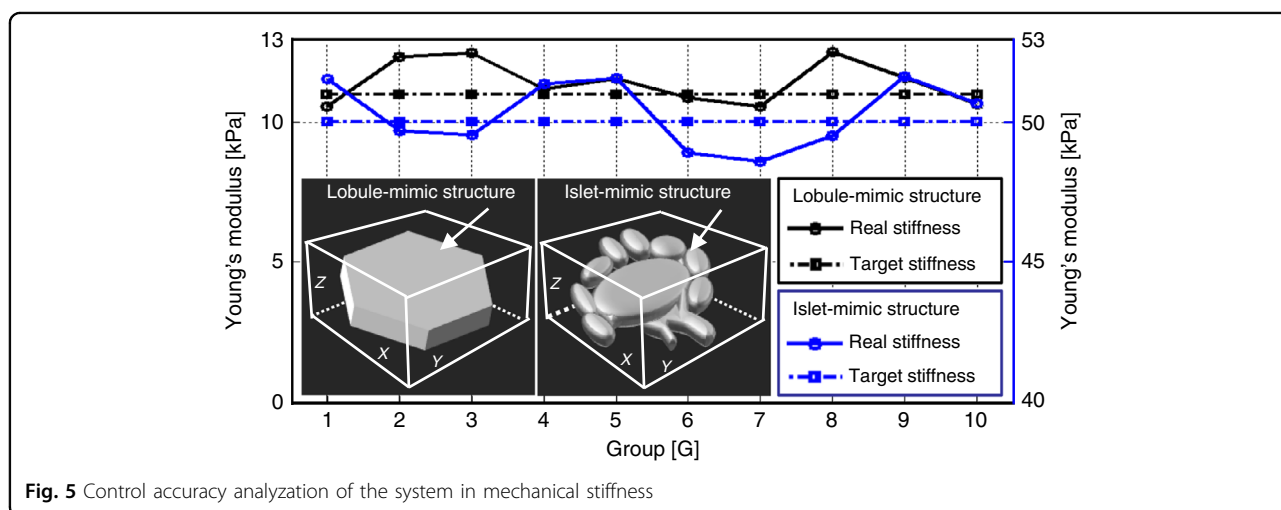 13
10
5
0
Young's modulus [kPa]
53
50
45
40
Young's modulus [kPa]
Lobule-mimic structure
Z
X
Y
Islet-mimic structure
Z
X
Y
Lobule-mimic structure
Real stiffness
Target stiffness
Islet-mimic structure
Real stiffness
Target stiffness
1 2 3 4 5 6 7 8 9 10
Group [G]
Fig. 5 Control accuracy analyzation of the system in mechanical stiffness